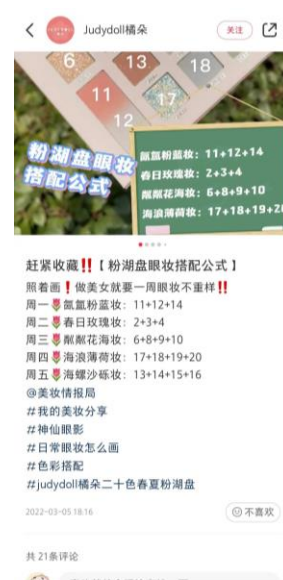 Judydoll橘朵
关注
6
13
18
11
17
12
粉湖盘眼妆
搭配公式
氤氲粉蓝妆：11+12+14
春日玫瑰妆：2+3+4
粼粼花海妆：6+8+9+10
海浪薄荷妆：17+18+19+20
赶紧收藏‼️【粉湖盘眼妆搭配公式】
照着画！做美女就要一周眼妆不重样‼️
周一🌷氤氲粉蓝妆：11+12+14
周二🌷春日玫瑰妆：2+3+4
周三🌷粼粼花海妆：6+8+9+10
周四🌷海浪薄荷妆：17+18+19+20
周五🌷海螺沙砾妆：13+14+15+16
@美妆情报局
#我的美妆分享
#神仙眼影
#日常眼妆怎么画
#色彩搭配
#judydoll橘朵二十色春夏粉湖盘
2022-03-05 18:16
不喜欢
共 21条评论